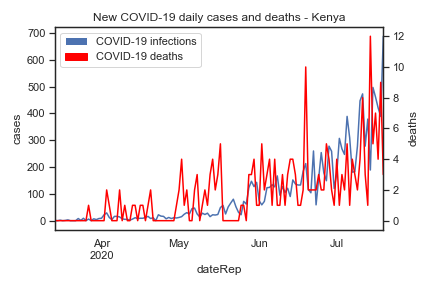 New COVID-19 daily cases and deaths - Kenya
COVID-19 infections
COVID-19 deaths
700
600
500
400
300
200
100
0
cases
12
10
8
6
4
2
0
deaths
Apr
2020
May
Jun
Jul
dateRep